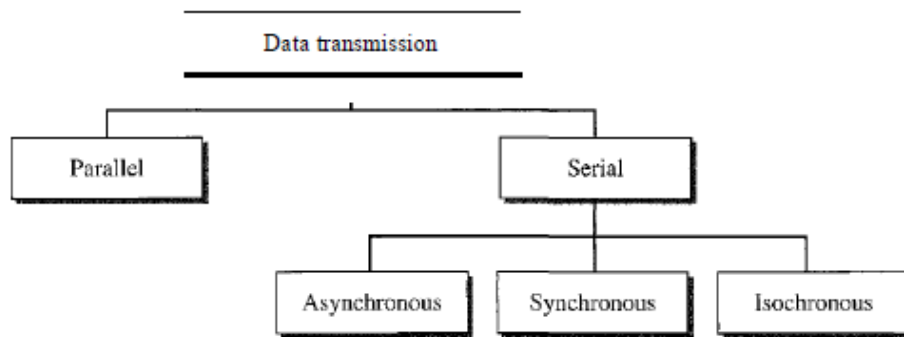 Data transmission
Parallel
Serial
Asynchronous
Synchronous
Isochronous